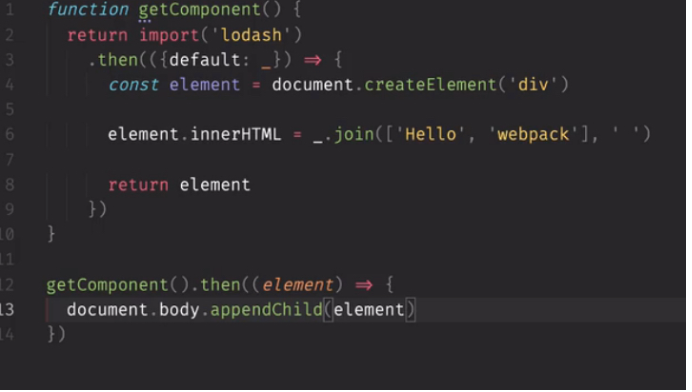 1 function getComponent() {
2 return import('lodash')
3 .then(({default: _}) => {
4 const element = document.createElement('div')
5
6 element.innerHTML = _.join(['Hello', 'webpack'], ' ')
7
8 return element
9 })
10 }
11
12 getComponent().then((element) => {
13 document.body.appendChild(element)
14 })